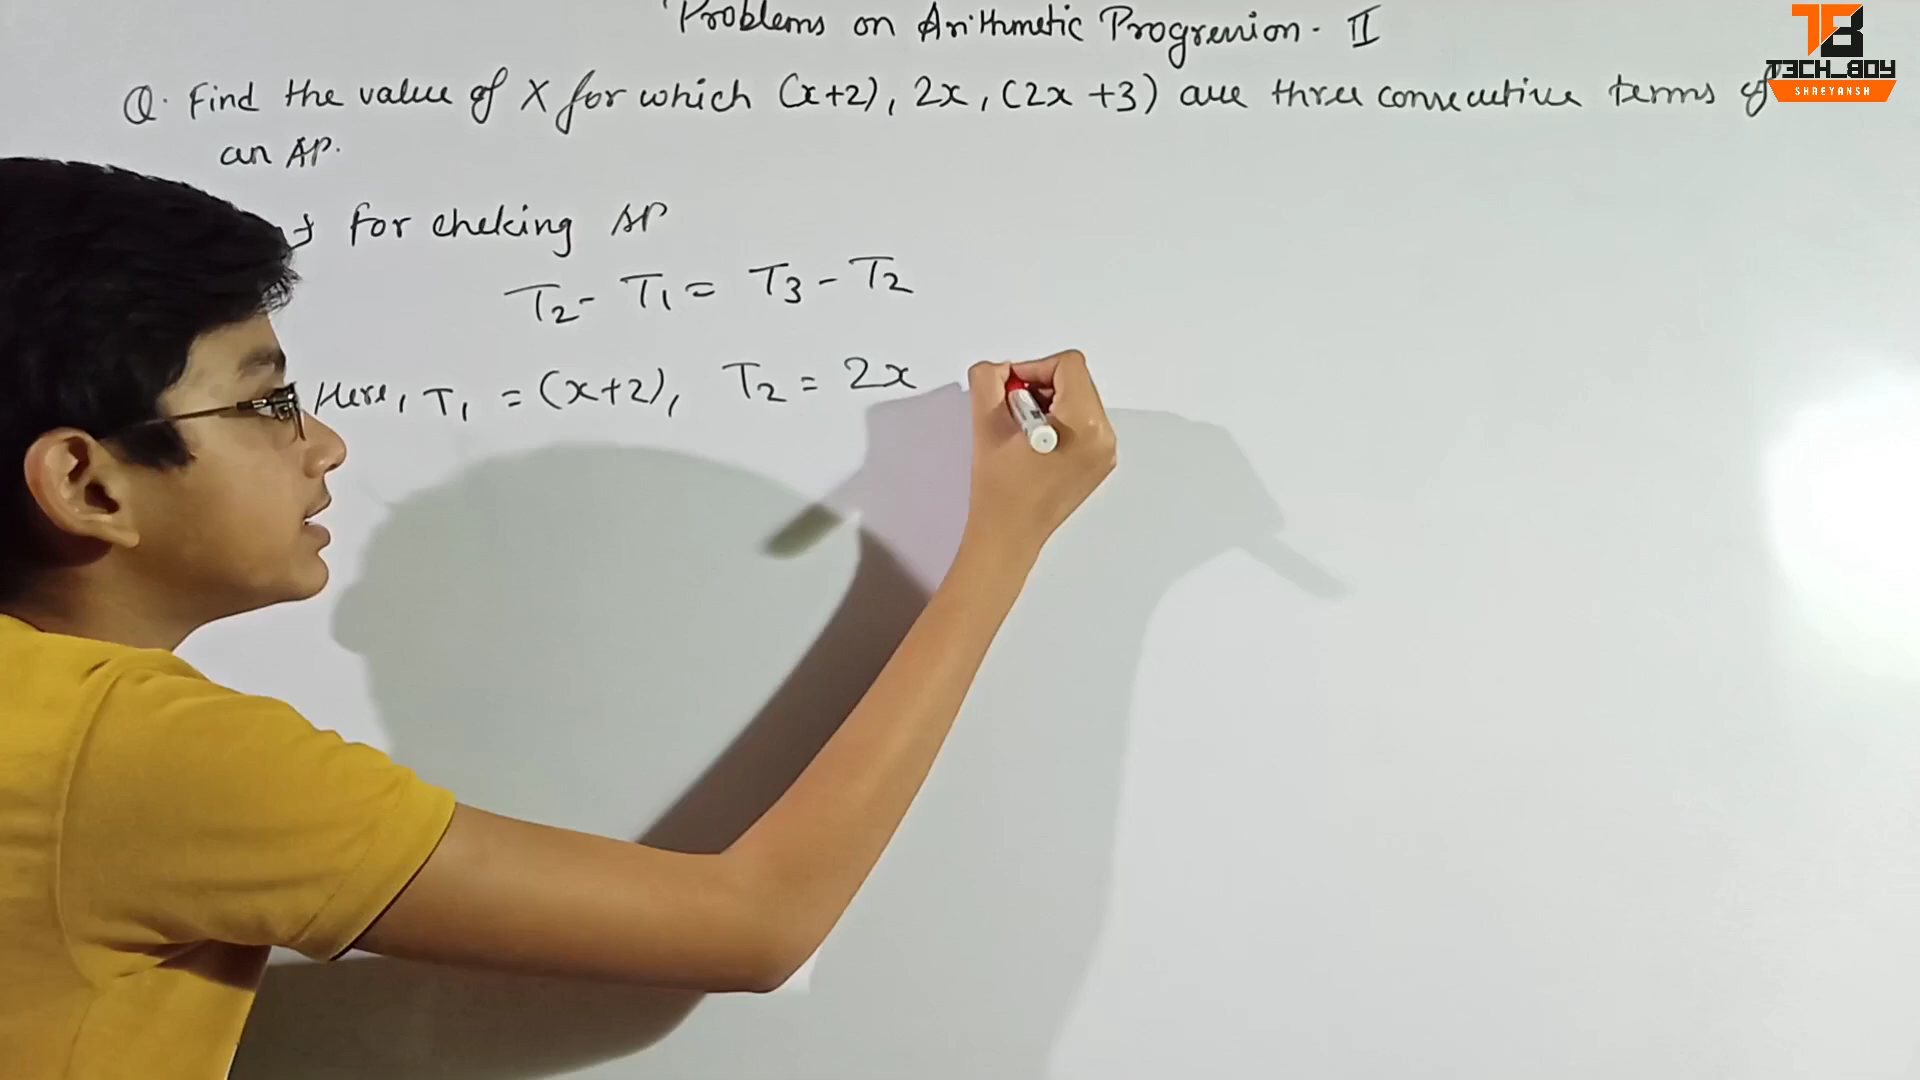 Problems on Arithmetic Progression - II
Q. Find the value of X for which (x+2), 2x, (2x +3) are three consecutive terms of
an AP.
for cheking AP
T2 - T1 = T3 - T2
Here, T1 = (x+2), T2 = 2x
TB
T3CH_BOY
SHREYANSH